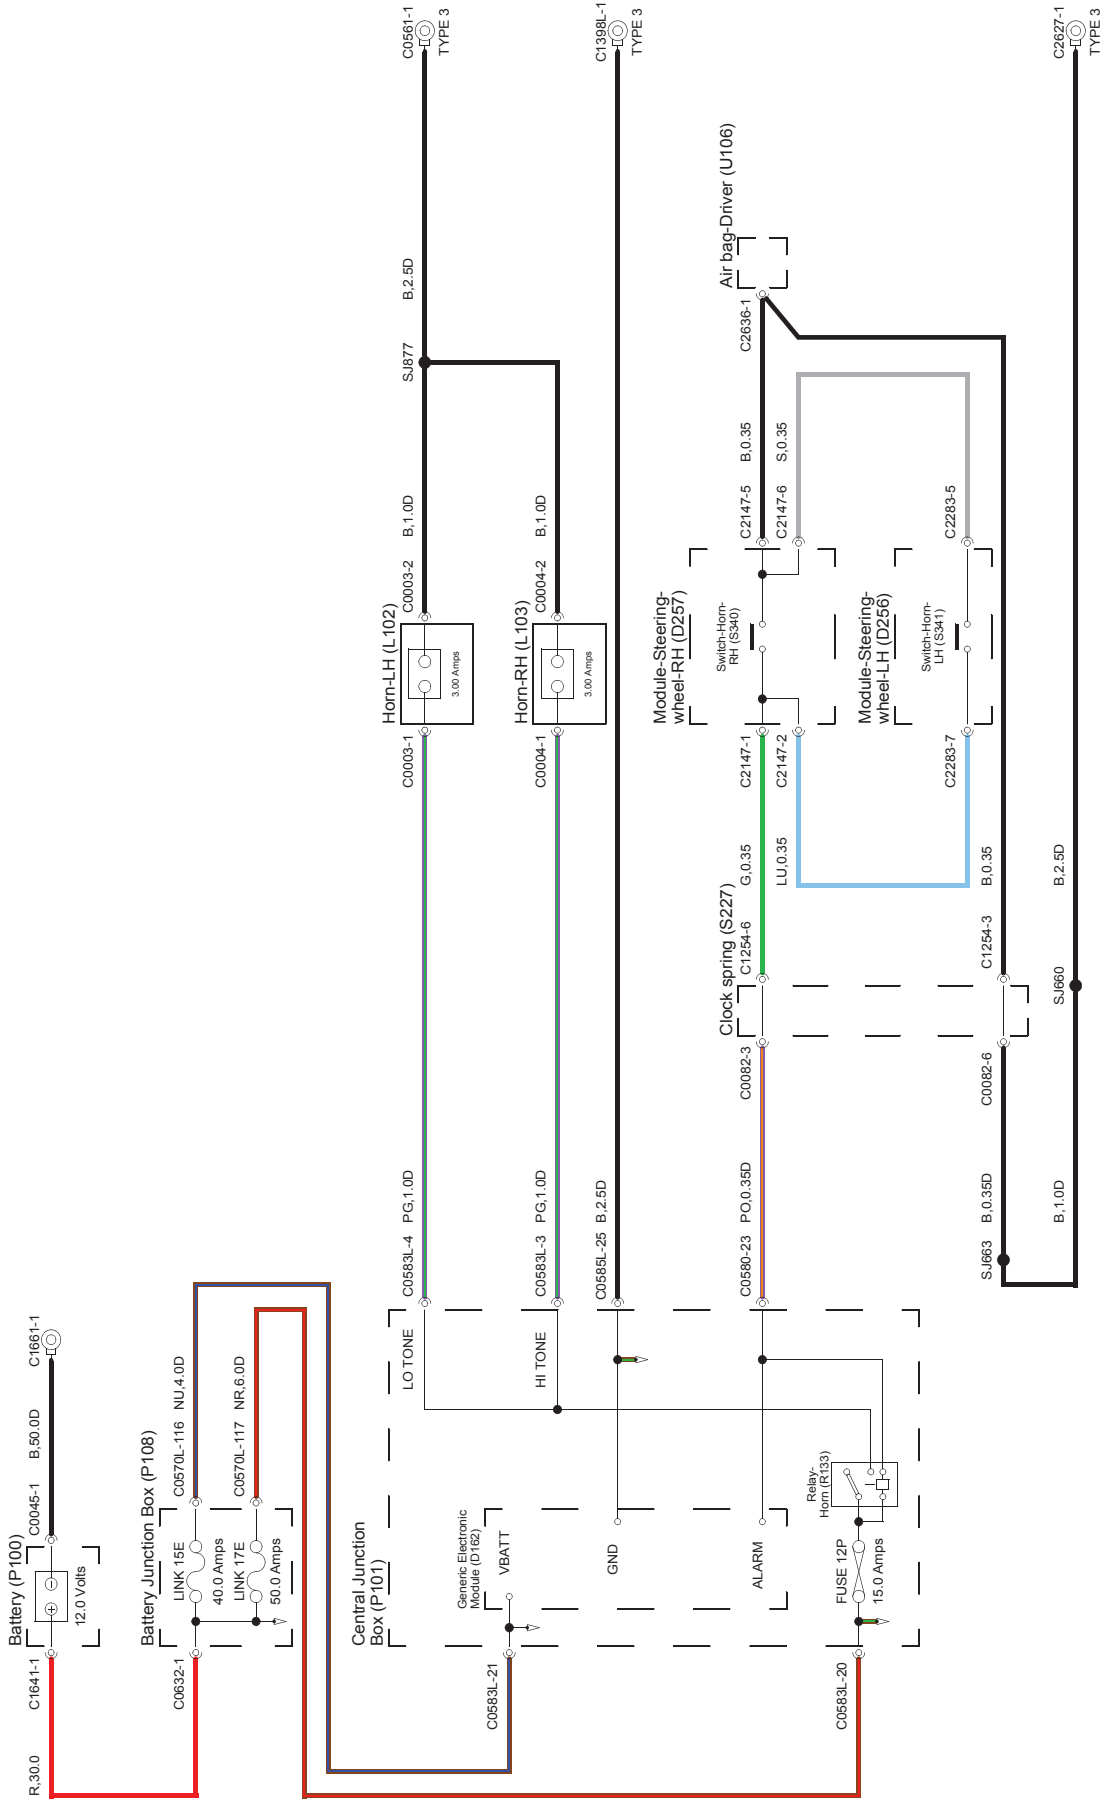 Battery (P100)
C1641-1
R,30.0
12.0 Volts
C0045-1
B,50.0D
C1661-1
Battery Junction Box (P108)
C0632-1
LINK 15E
40.0 Amps
LINK 17E
50.0 Amps
C0570L-116
NU,4.0D
C0570L-117
NR,6.0D
Central Junction
Box (P101)
C0583L-21
C0583L-20
Generic Electronic
Module (D162)
VBATT
GND
ALARM
FUSE 12P
15.0 Amps
Relay-
Horn (R133)
LO TONE
HI TONE
C0583L-4
PG,1.0D
C0583L-3
PG,1.0D
C0585L-25
B,2.5D
C0580-23
PO,0.35D
Horn-LH (L102)
C0003-1
3.00 Amps
C0003-2
B,1.0D
Horn-RH (L103)
C0004-1
3.00 Amps
C0004-2
B,1.0D
SJ877
B,2.5D
C0561-1
TYPE 3
C1398L-1
TYPE 3
Clock spring (S227)
C0082-3
C1254-6
G,0.35
C0082-6
B,0.35D
C1254-3
B,0.35
SJ663
B,1.0D
SJ660
B,2.5D
Module-Steering-
wheel-RH (D257)
C2147-1
C2147-2
LU,0.35
Switch-Horn-
RH (S340)
C2147-5
B,0.35
C2147-6
S,0.35
Module-Steering-
wheel-LH (D256)
C2283-7
Switch-Horn-
LH (S341)
C2283-5
Air bag-Driver (U106)
C2636-1
C2627-1
TYPE 3